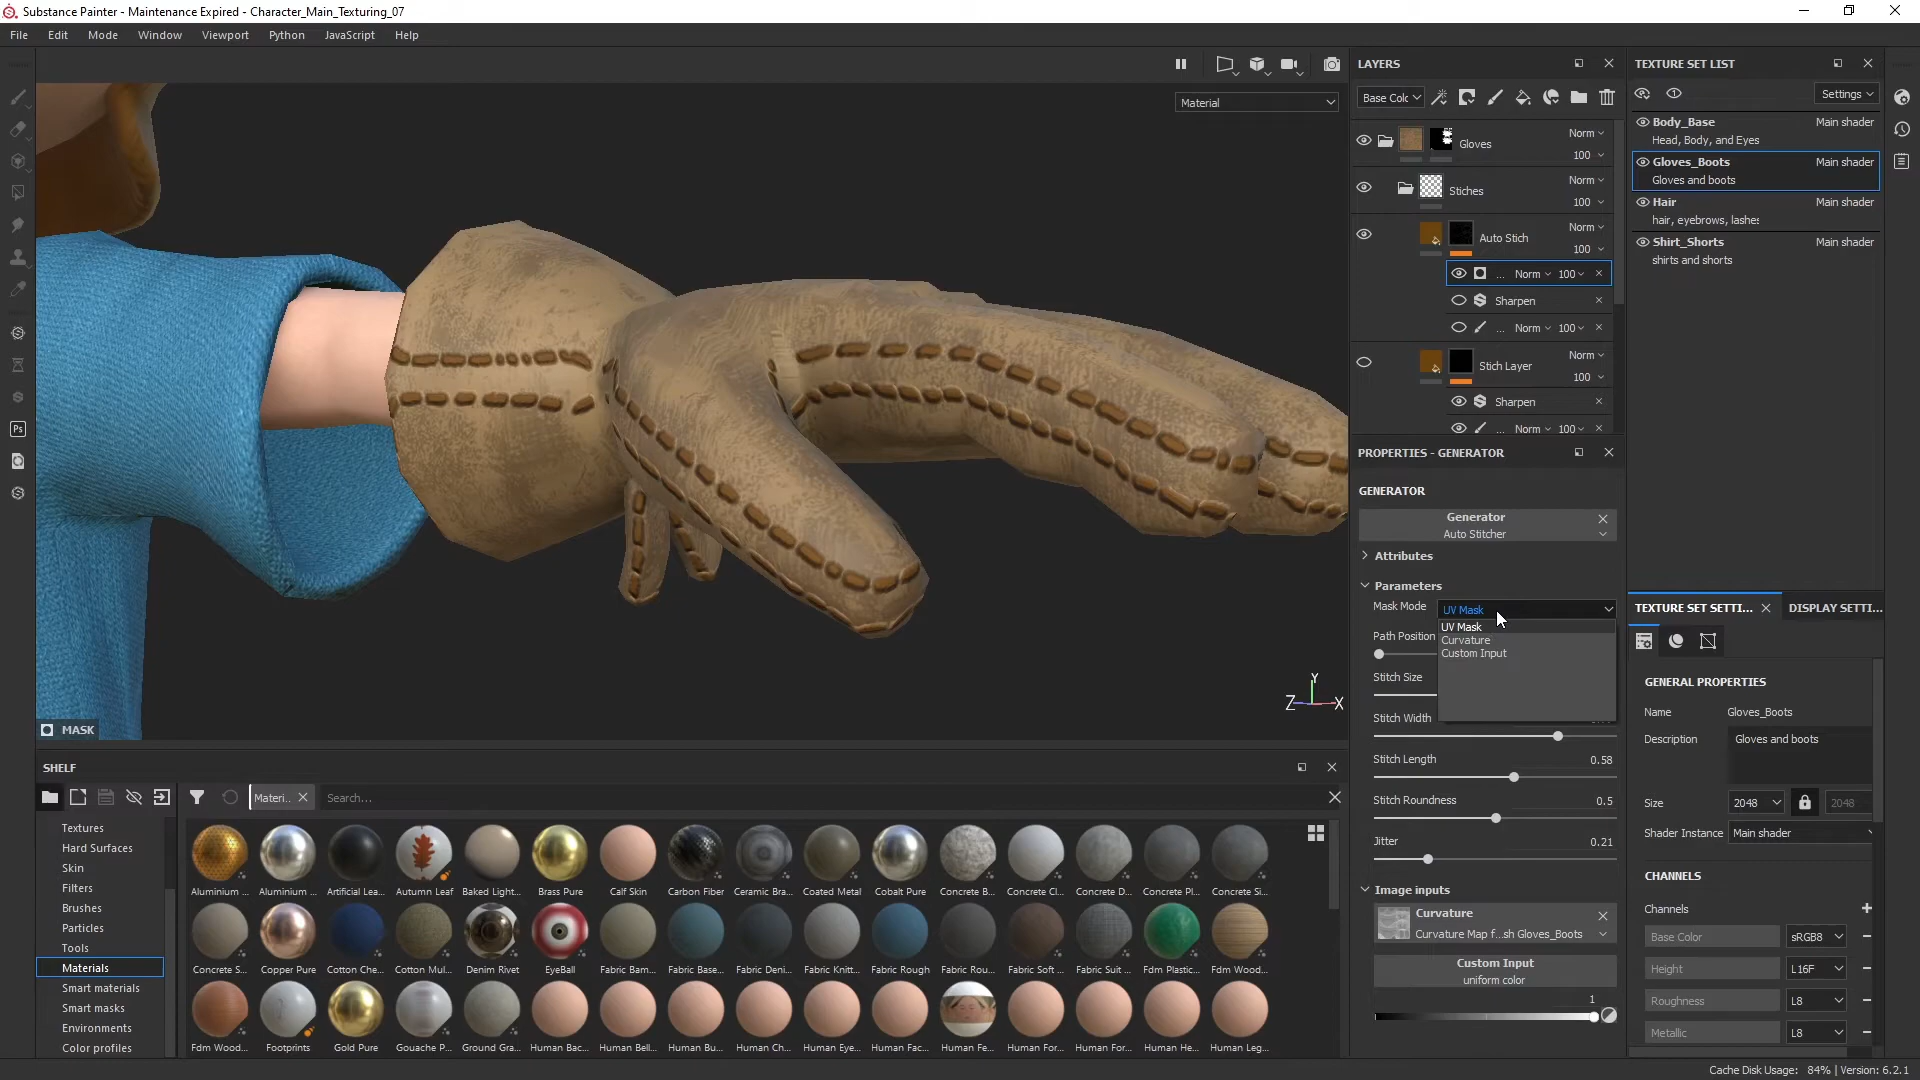 Substance Painter - Maintenance Expired - Character_Main_Texturing_07
File Edit Mode Window Viewport Python JavaScript Help
Material
MASK
Z Y X
LAYERS
Base Colc
Gloves
Norm
100
Stiches
Norm
100
Auto Stich
Norm
100
... Norm 100
Sharpen
... Norm 100
Stich Layer
Norm
100
Sharpen
... Norm 100
PROPERTIES - GENERATOR
GENERATOR
Generator
Auto Stitcher
Attributes
Parameters
Mask Mode UV Mask
UV Mask
Curvature
Custom Input
Path Position
Stitch Size
Stitch Width
Stitch Length 0.58
Stitch Roundness 0.5
Jitter 0.21
Image inputs
Curvature
Curvature Map f...sh Gloves_Boots
Custom Input
uniform color
1
TEXTURE SET LIST
Settings
Body_Base Main shader
Head, Body, and Eyes
Gloves_Boots Main shader
Gloves and boots
Hair Main shader
hair, eyebrows, lashes
Shirt_Shorts Main shader
shirts and shorts
TEXTURE SET SETTI... DISPLAY SETTI...
GENERAL PROPERTIES
Name Gloves_Boots
Description Gloves and boots
Size 2048 2048
Shader Instance Main shader
CHANNELS
Channels
Base Color sRGB8
Height L16F
Roughness L8
Metallic L8
SHELF
Materi.. Search...
Textures
Hard Surfaces
Skin
Filters
Brushes
Particles
Tools
Materials
Smart materials
Smart masks
Environments
Color profiles
Aluminium ... Aluminium ... Artificial Lea... Autumn Leaf Baked Light... Brass Pure Calf Skin Carbon Fiber Ceramic Bra... Coated Metal Cobalt Pure Concrete B... Concrete Cl... Concrete D... Concrete Pl... Concrete Si...
Concrete S... Copper Pure Cotton Che... Cotton Mul... Denim Rivet EyeBall Fabric Bam... Fabric Base... Fabric Deni... Fabric Knitt... Fabric Rough Fabric Rou... Fabric Soft ... Fabric Suit ... Fdm Plastic... Fdm Wood...
Fdm Wood... Footprints Gold Pure Gouache P... Ground Gra... Human Bac... Human Bell... Human Bu... Human Ch... Human Eye... Human Fac... Human Fe... Human For... Human For... Human He... Human Leg...
Ps
Cache Disk Usage: 84% | Version: 6.2.1